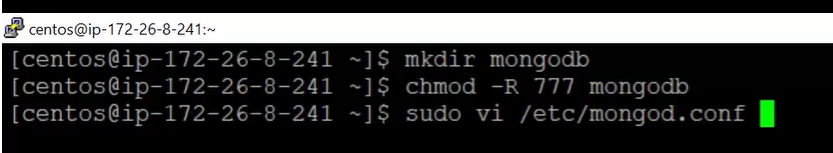 centos@ip-172-26-8-241:~
[centos@ip-172-26-8-241 ~]$ mkdir mongodb
[centos@ip-172-26-8-241 ~]$ chmod -R 777 mongodb
[centos@ip-172-26-8-241 ~]$ sudo vi /etc/mongod.conf